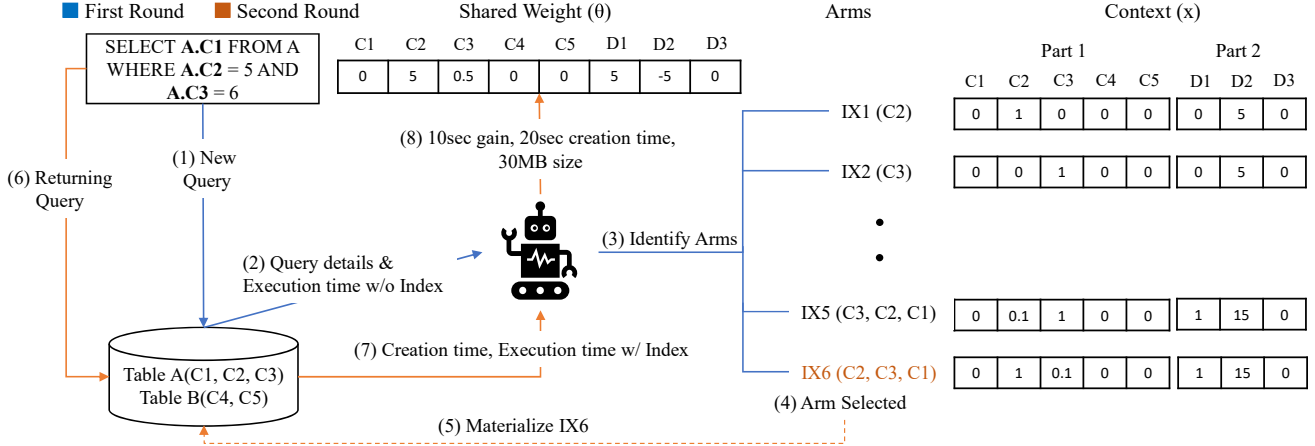 First Round
Second Round
Shared Weight (θ)
Arms
Context (x)
SELECT A.C1 FROM A
WHERE A.C2 = 5 AND
A.C3 = 6
C1 C2 C3 C4 C5 D1 D2 D3
0 5 0.5 0 0 5 -5 0
Part 1
Part 2
C1 C2 C3 C4 C5
D1 D2 D3
IX1 (C2)
0 1 0 0 0
0 5 0
IX2 (C3)
0 0 1 0 0
0 5 0
IX5 (C3, C2, C1)
0 0.1 1 0 0
1 15 0
IX6 (C2, C3, C1)
0 1 0.1 0 0
1 15 0
(1) New
Query
(6) Returning
Query
(8) 10sec gain, 20sec creation time,
30MB size
(2) Query details &
Execution time w/o Index
(3) Identify Arms
(7) Creation time, Execution time w/ Index
Table A(C1, C2, C3)
Table B(C4, C5)
(4) Arm Selected
(5) Materialize IX6